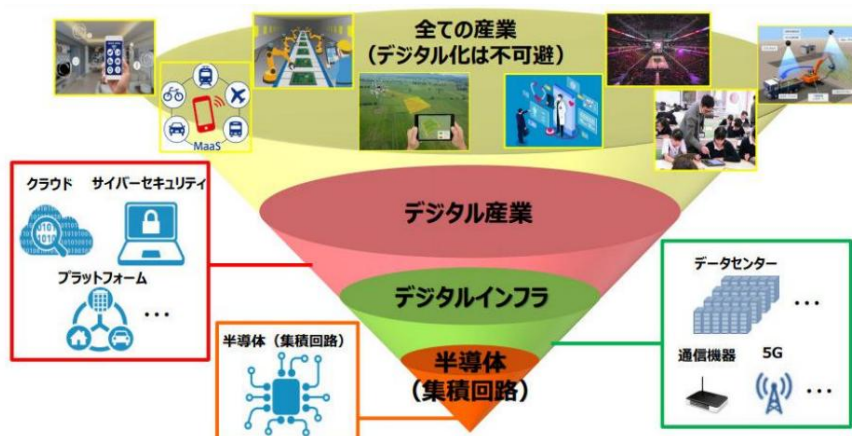 全ての産業
（デジタル化は不可避）
MaaS
デジタル産業
クラウド
サイバーセキュリティ
プラットフォーム
・・・
デジタルインフラ
データセンター
・・・
通信機器
5G
・・・
半導体（集積回路）
半導体
（集積回路）